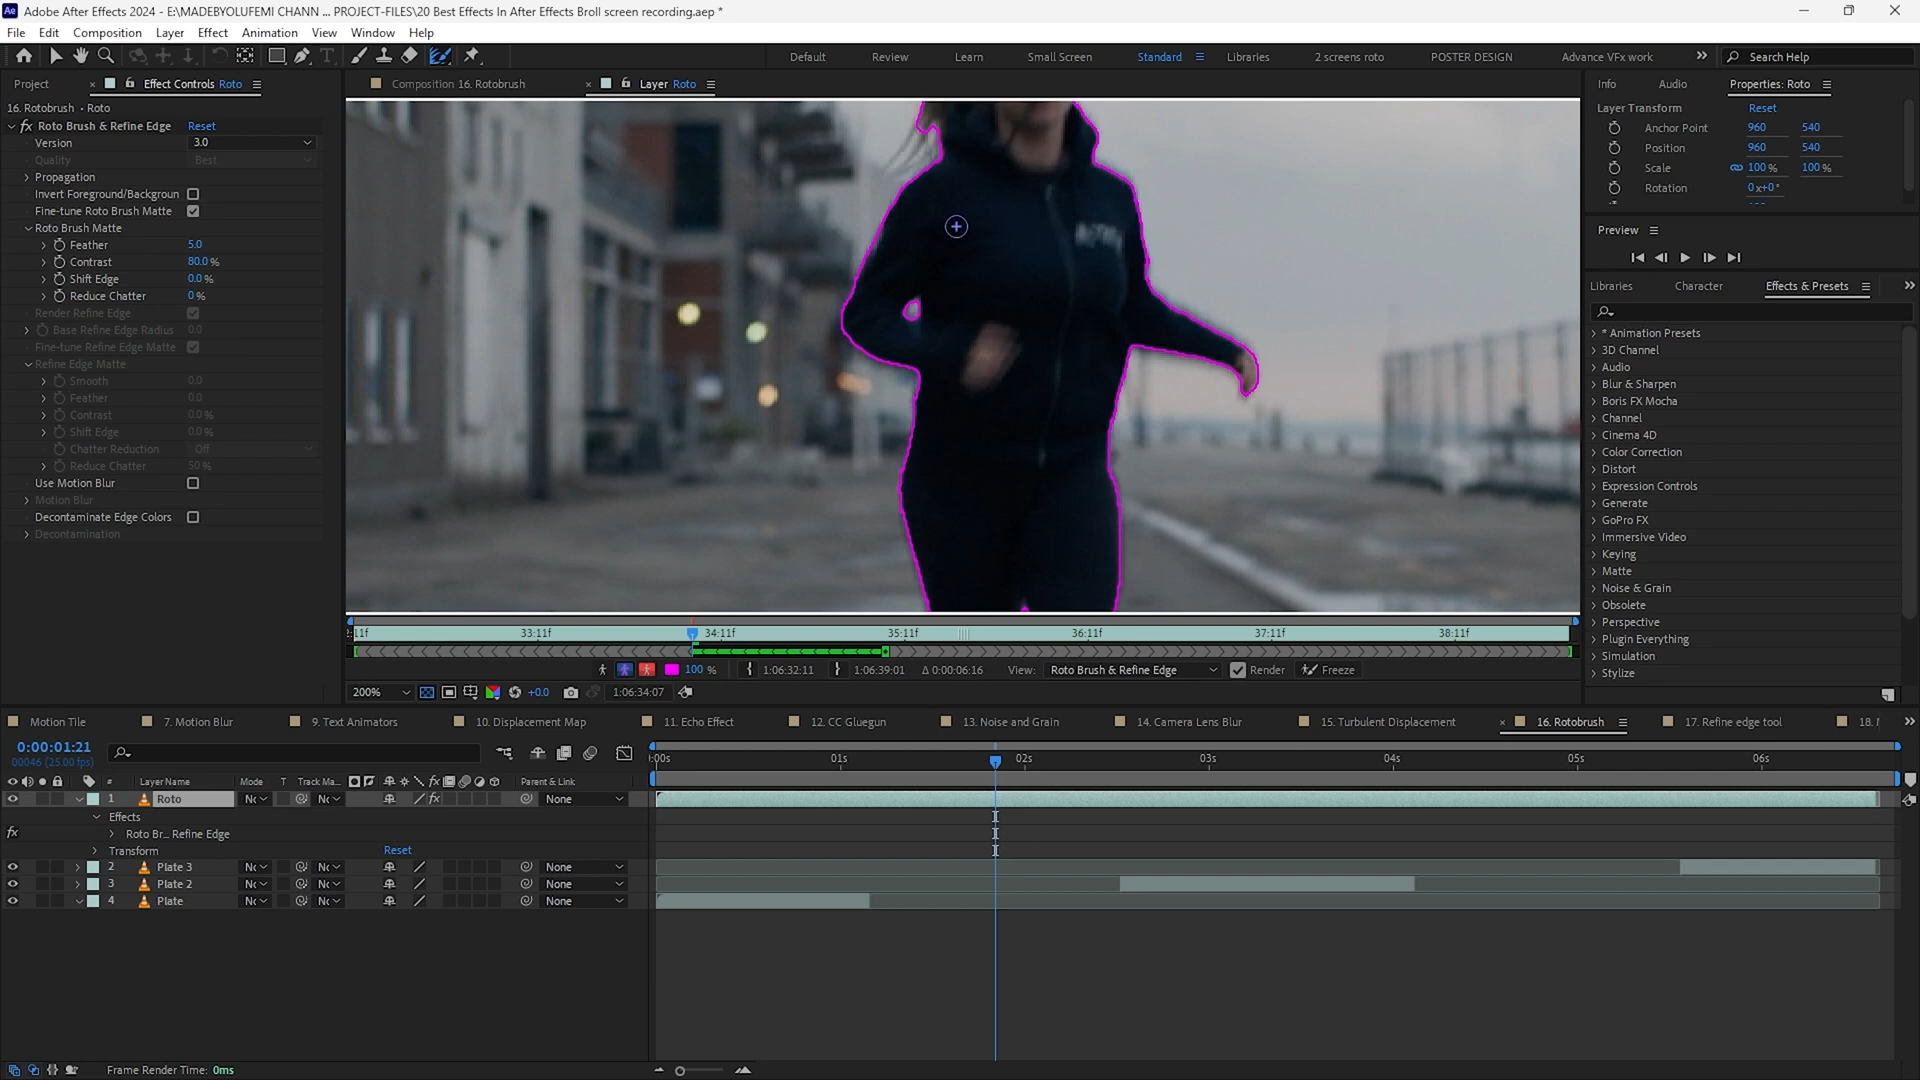 Adobe After Effects 2024 - E:\MADEBYOLUFEMI CHANN ... PROJECT-FILES\20 Best Effects In After Effects Broll screen recording.aep *
File Edit Composition Layer Effect Animation View Window Help
Default Review Learn Small Screen Standard Libraries 2 screens roto POSTER DESIGN Advance VFx work Search Help
Project Effect Controls Roto Composition 16. Rotobrush Layer Roto Info Audio Properties: Roto
16. Rotobrush • Roto
Roto Brush & Refine Edge Reset
Version 3.0
Quality Best
Propagation
Invert Foreground/Backgroun
Fine-tune Roto Brush Matte
Roto Brush Matte
Feather 5.0
Contrast 80.0 %
Shift Edge 0.0 %
Reduce Chatter 0 %
Render Refine Edge
Base Refine Edge Radius 0.0
Fine-tune Refine Edge Matte
Refine Edge Matte
Smooth 0.0
Feather 0.0
Contrast 0.0 %
Shift Edge 0.0 %
Chatter Reduction Off
Reduce Chatter 50 %
Use Motion Blur
Motion Blur
Decontaminate Edge Colors
Decontamination
Layer Transform Reset
Anchor Point 960 540
Position 960 540
Scale 100 % 100 %
Rotation 0x+0°
Preview
Libraries Character Effects & Presets
* Animation Presets
3D Channel
Audio
Blur & Sharpen
Boris FX Mocha
Channel
Cinema 4D
Color Correction
Distort
Expression Controls
Generate
GoPro FX
Immersive Video
Keying
Matte
Noise & Grain
Obsolete
Perspective
Plugin Everything
Simulation
Stylize
:11f 33:11f 34:11f 35:11f 36:11f 37:11f 38:11f
100 % 1:06:32:11 1:06:39:01 Δ 0:00:06:16 View: Roto Brush & Refine Edge Render Freeze
200% +0.0 1:06:34:07
Motion Tile 7. Motion Blur 9. Text Animators 10. Displacement Map 11. Echo Effect 12. CC Gluegun 13. Noise and Grain 14. Camera Lens Blur 15. Turbulent Displacement 16. Rotobrush 17. Refine edge tool 18.
0:00:01:21
00046 (25.00 fps)
:00s 01s 02s 03s 04s 05s 06s
# Layer Name Mode T Track Ma... Parent & Link
1 Roto None
Effects
Roto Br... Refine Edge
Transform Reset
2 Plate 3 None
3 Plate 2 None
4 Plate None
Frame Render Time: 0ms